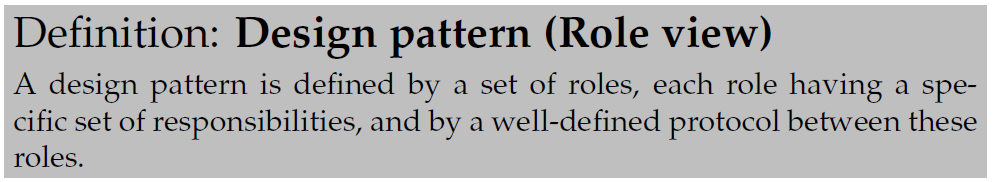 Definition: Design pattern (Role view)
A design pattern is defined by a set of roles, each role having a spe-
cific set of responsibilities, and by a well-defined protocol between these
roles.